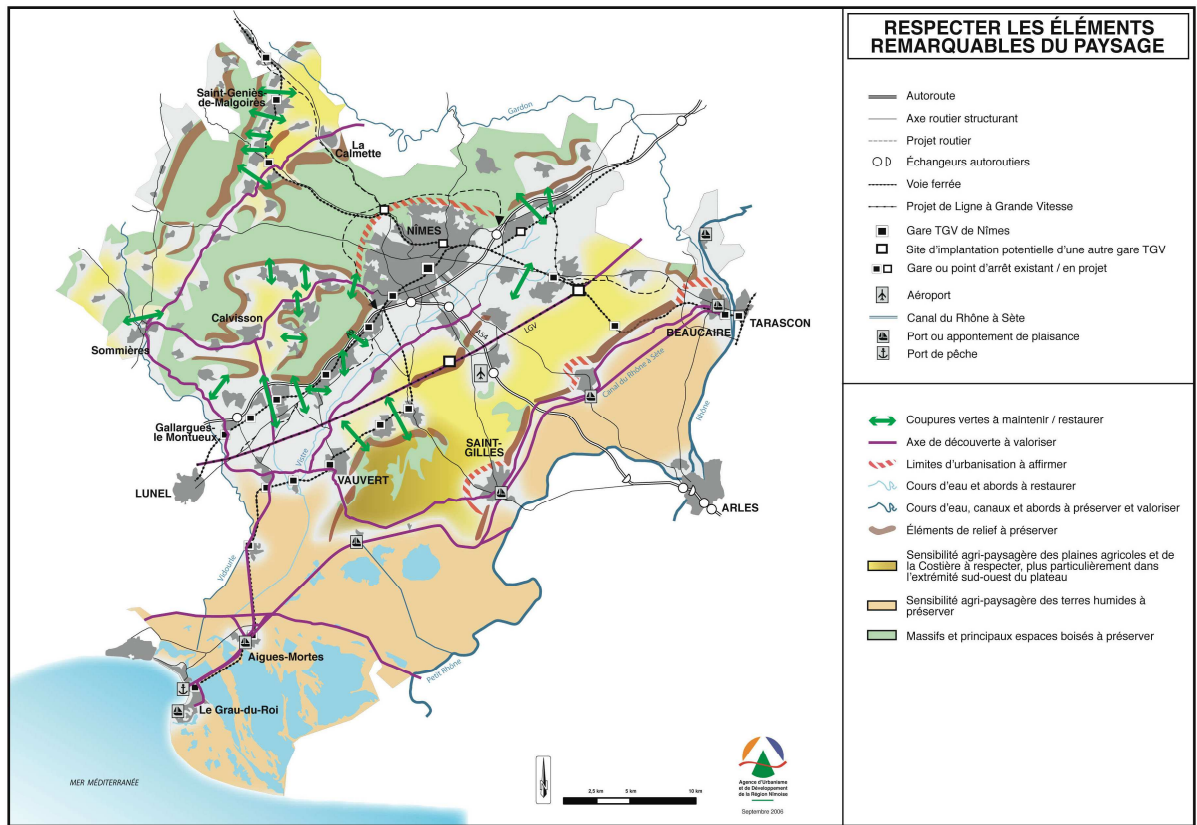 RESPECTER LES ÉLÉMENTS
REMARQUABLES DU PAYSAGE
Autoroute
Axe routier structurant
Projet routier
Échangeurs autoroutiers
Voie ferrée
Projet de Ligne à Grande Vitesse
Gare TGV de Nîmes
Site d'implantation potentielle d'une autre gare TGV
Gare ou point d'arrêt existant / en projet
Aéroport
Canal du Rhône à Sète
Port ou appontement de plaisance
Port de pêche
Coupures vertes à maintenir / restaurer
Axe de découverte à valoriser
Limites d'urbanisation à affirmer
Cours d'eau et abords à restaurer
Cours d'eau, canaux et abords à préserver et valoriser
Éléments de relief à préserver
Sensibilité agri-paysagère des plaines agricoles et de
la Costière à respecter, plus particulièrement dans
l'extrémité sud-ouest du plateau
Sensibilité agri-paysagère des terres humides à
préserver
Massifs et principaux espaces boisés à préserver
Saint-Geniès
de-Malgoirès
Gardon
La
Calmette
NÎMES
Calvisson
Sommières
LGV
A54
BEAUCAIRE
TARASCON
Canal du Rhône à Sète
Rhône
Gallargues-
le Montueux
Vistre
SAINT-
GILLES
VAUVERT
LUNEL
ARLES
Vidourle
Aigues-Mortes
Petit Rhône
Le Grau-du-Roi
MER MÉDITERRANÉE
2,5 km 5 km 10 km
Agence d'Urbanisme
et de Développement
de la Région Nîmoise
Septembre 2006